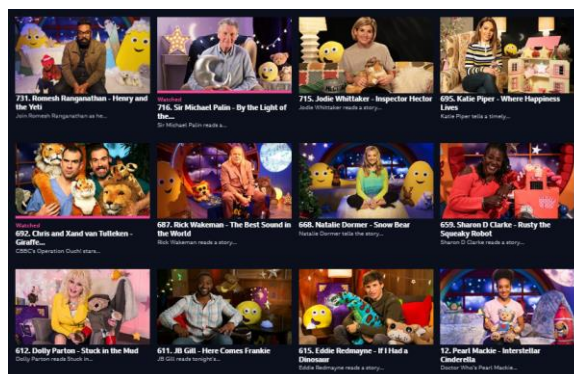 731. Romesh Ranganathan - Henry and
the Yeti
Join Romesh Ranganathan as he...
Watched
716. Sir Michael Palin - By the Light of
the...
Sir Michael Palin reads a...
715. Jodie Whittaker - Inspector Hector
Jodie Whittaker reads a story...
695. Katie Piper - Where Happiness
Lives
Katie Piper tells a timely...
Watched
692. Chris and Xand van Tulleken -
Giraffe...
CBBC's Operation Ouch! stars...
687. Rick Wakeman - The Best Sound in
the World
Rick Wakeman reads a story...
668. Natalie Dormer - Snow Bear
Natalie Dormer tells the story...
659. Sharon D Clarke - Rusty the
Squeaky Robot
Sharon D Clarke reads a story...
612. Dolly Parton - Stuck in the Mud
Dolly Parton reads Stuck in...
611. JB Gill - Here Comes Frankie
JB Gill reads tonight's...
615. Eddie Redmayne - If I Had a
Dinosaur
Eddie Redmayne reads a story...
12. Pearl Mackie - Interstellar
Cinderella
Doctor Who's Pearl Mackie...